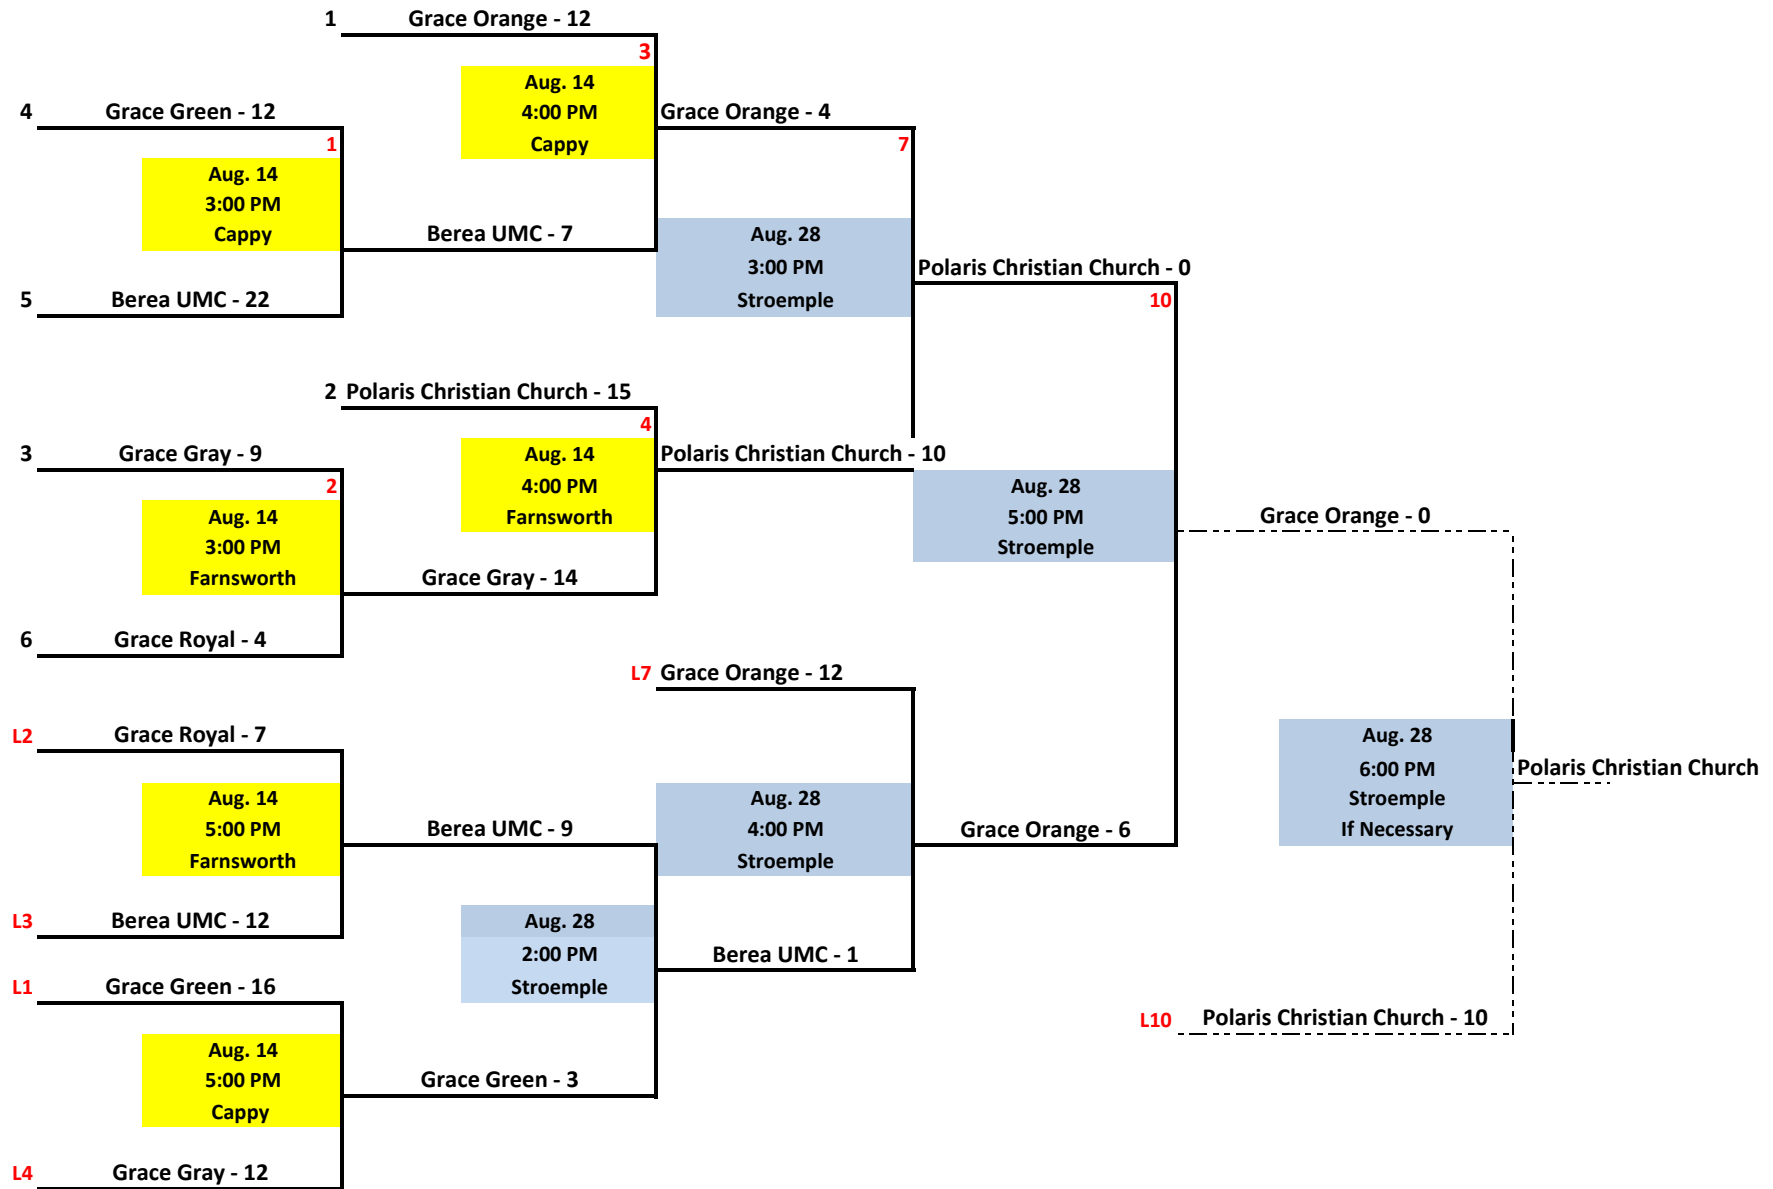 1 Grace Orange - 12
3
Aug. 14
4:00 PM
Cappy
4 Grace Green - 12
Grace Orange - 4
1
7
Aug. 14
3:00 PM
Cappy
Berea UMC - 7
Aug. 28
3:00 PM
Stroemple
Polaris Christian Church - 0
5 Berea UMC - 22
10
2 Polaris Christian Church - 15
4
3 Grace Gray - 9
Aug. 14
4:00 PM
Farnsworth
Polaris Christian Church - 10
2
Aug. 14
3:00 PM
Farnsworth
Aug. 28
5:00 PM
Stroemple
Grace Orange - 0
Grace Gray - 14
6 Grace Royal - 4
L7 Grace Orange - 12
L2 Grace Royal - 7
Aug. 28
6:00 PM
Stroemple
If Necessary
Polaris Christian Church
Aug. 14
5:00 PM
Farnsworth
Berea UMC - 9
Aug. 28
4:00 PM
Stroemple
Grace Orange - 6
L3 Berea UMC - 12
Aug. 28
2:00 PM
Stroemple
Berea UMC - 1
L1 Grace Green - 16
L10 Polaris Christian Church - 10
Aug. 14
5:00 PM
Cappy
Grace Green - 3
L4 Grace Gray - 12